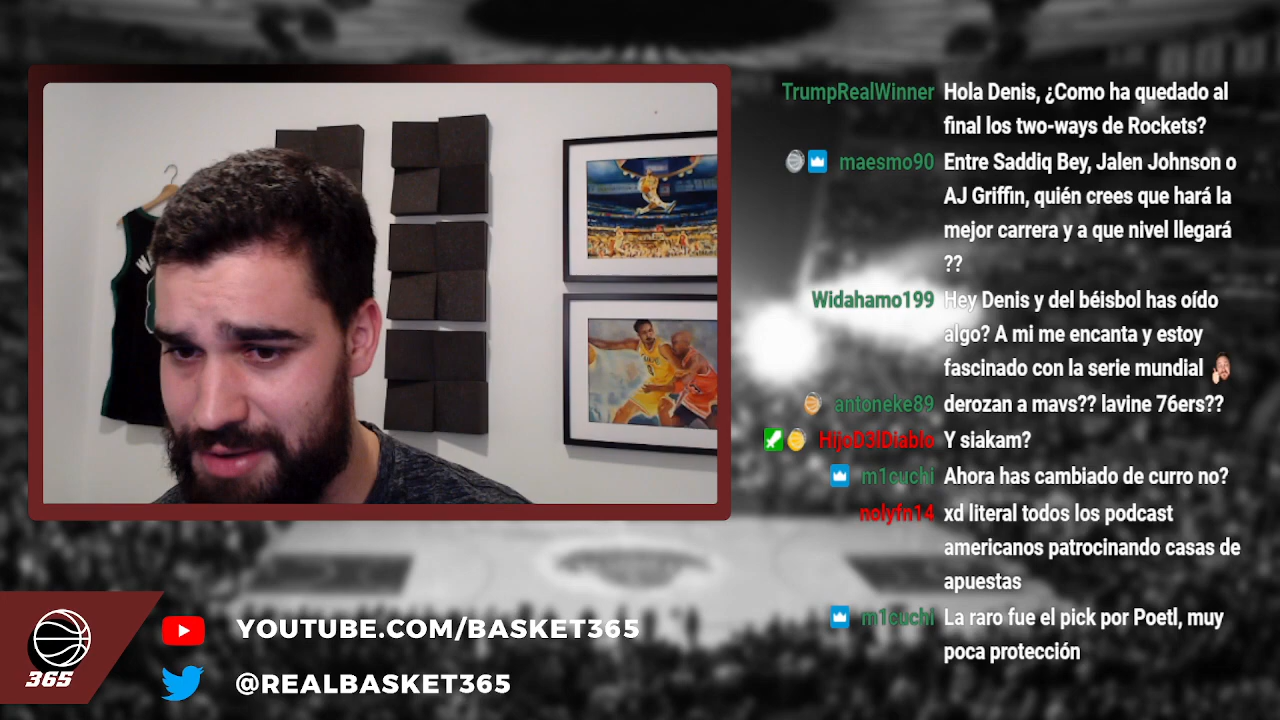 TrumpRealWinner Hola Denis, ¿Como ha quedado al
final los two-ways de Rockets?
maesmo90 Entre Saddiq Bey, Jalen Johnson o
AJ Griffin, quién crees que hará la
mejor carrera y a que nivel llegará
??
Widahamo199 Hey Denis y del béisbol has oído
algo? A mi me encanta y estoy
fascinado con la serie mundial
antoneke89 derozan a mavs?? lavine 76ers??
HijoD3lDiablo Y siakam?
m1cuchi Ahora has cambiado de curro no?
nolyfn14 xd literal todos los podcast
americanos patrocinando casas de
apuestas
m1cuchi La raro fue el pick por Poetl, muy
poca protección
365
YOUTUBE.COM/BASKET365
@REALBASKET365